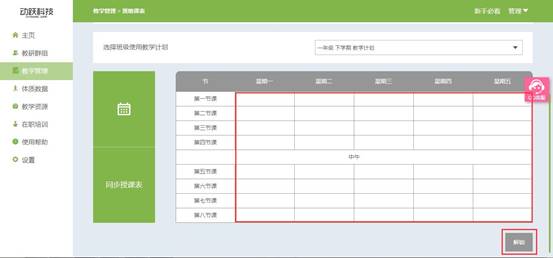 动跃科技
教学管理 > 班级课表
新手必看 管理
主页
教研群组
教学管理
体质数据
教学资源
在职培训
使用帮助
设置
选择班级使用教学计划
一年级 下学期 教学计划
节 星期一 星期二 星期三 星期四 星期五
第一节课
第二节课
第三节课
第四节课
中午
第五节课
第六节课
第七节课
第八节课
同步授课表